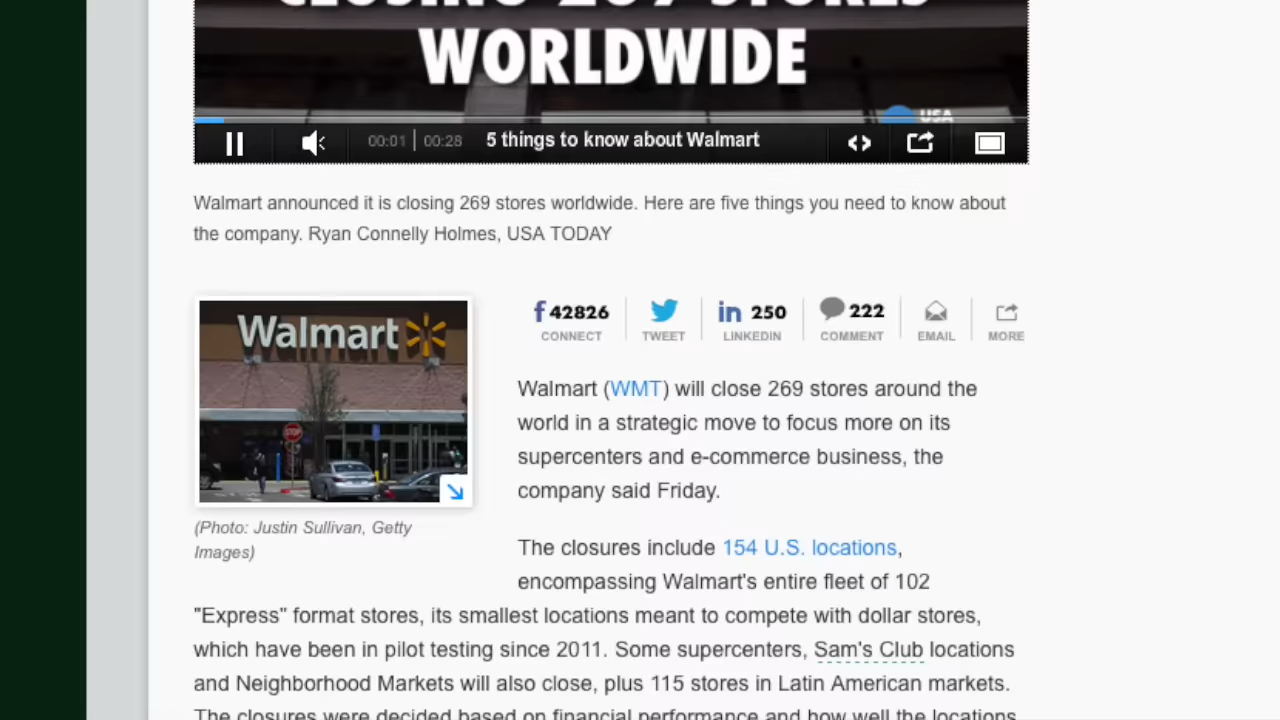 CLOSING 269 STORES
WORLDWIDE
USA
00:01 00:28 5 things to know about Walmart
Walmart announced it is closing 269 stores worldwide. Here are five things you need to know about
the company. Ryan Connelly Holmes, USA TODAY
Walmart
STOP
(Photo: Justin Sullivan, Getty
Images)
f 42826 in 250 222
CONNECT TWEET LINKEDIN COMMENT EMAIL MORE
Walmart (WMT) will close 269 stores around the
world in a strategic move to focus more on its
supercenters and e-commerce business, the
company said Friday.
The closures include 154 U.S. locations,
encompassing Walmart's entire fleet of 102
"Express" format stores, its smallest locations meant to compete with dollar stores,
which have been in pilot testing since 2011. Some supercenters, Sam's Club locations
and Neighborhood Markets will also close, plus 115 stores in Latin American markets.
The closures were decided based on financial performance and how well the locations